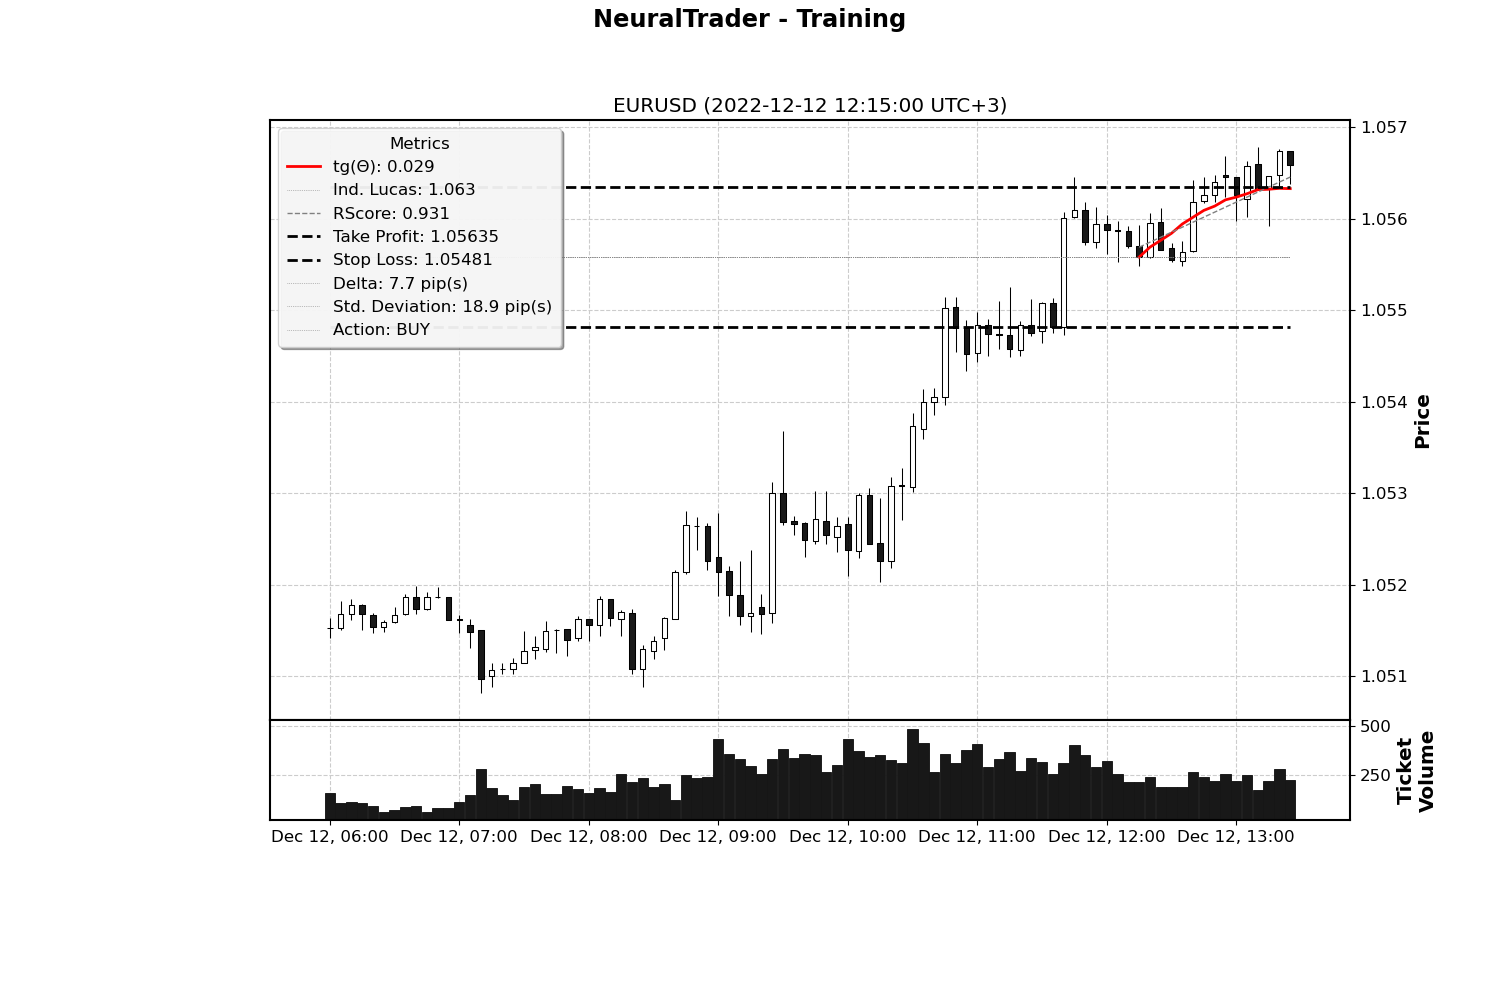 NeuralTrader - Training
EURUSD (2022-12-12 12:15:00 UTC+3)
Metrics
tg(Θ): 0.029
Ind. Lucas: 1.063
RScore: 0.931
Take Profit: 1.05635
Stop Loss: 1.05481
Delta: 7.7 pip(s)
Std. Deviation: 18.9 pip(s)
Action: BUY
1.057
1.056
1.055
1.054
1.053
1.052
1.051
Price
500
250
Ticket
Volume
Dec 12, 06:00
Dec 12, 07:00
Dec 12, 08:00
Dec 12, 09:00
Dec 12, 10:00
Dec 12, 11:00
Dec 12, 12:00
Dec 12, 13:00